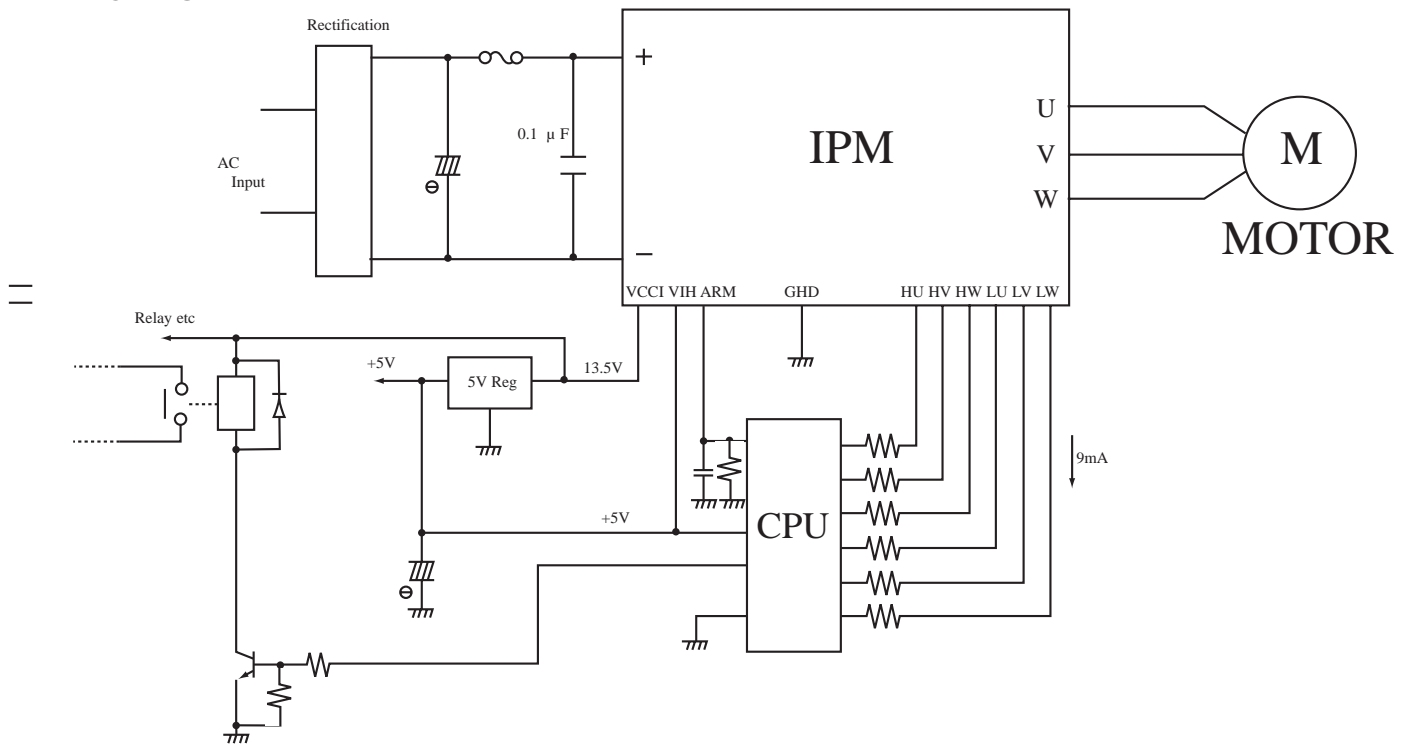 Rectification
+
U
0.1 µ F
IPM
M
V
AC
Input
W
MOTOR
−
VCCI VIH ARM GHD HU HV HW LU LV LW
Relay etc
+5V
13.5V
5V Reg
9mA
+5V
CPU